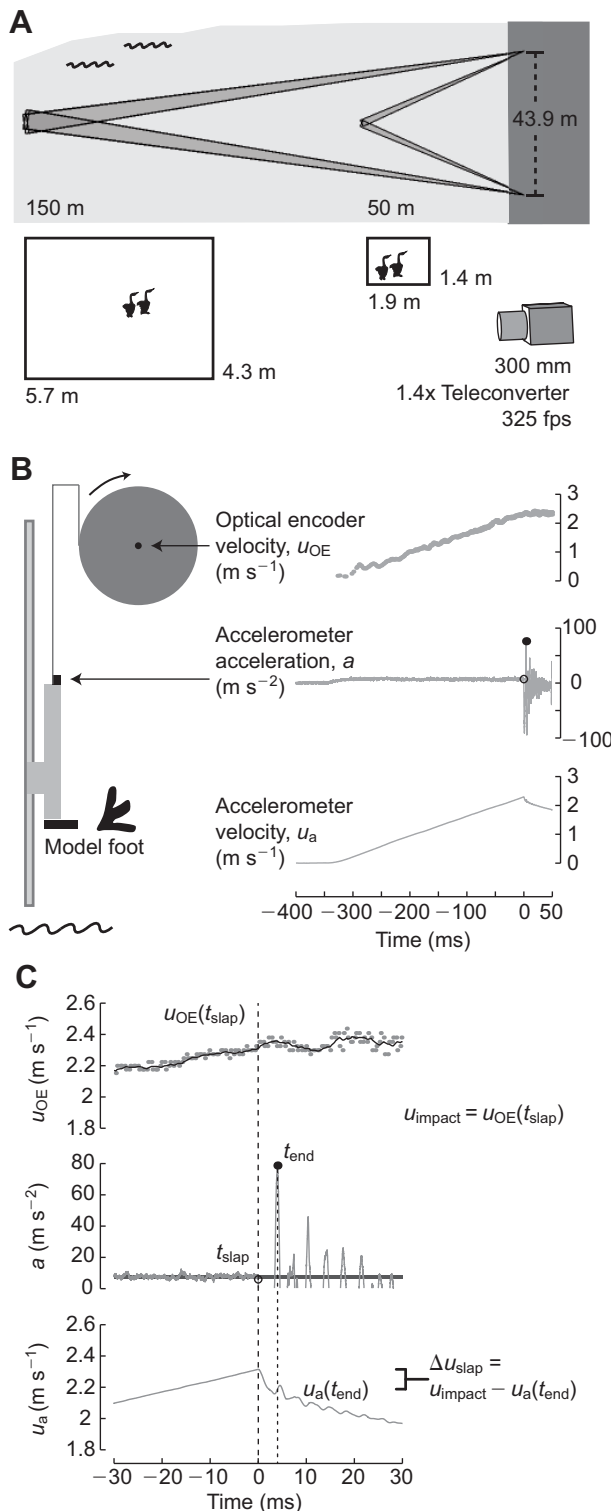 A
43.9 m
150 m
50 m
1.4 m
1.9 m
4.3 m
5.7 m
300 mm
1.4x Teleconverter
325 fps
B
Optical encoder
velocity, uOE
(m s−1)
3
2
1
0
Accelerometer
acceleration, a
(m s−2)
100
0
−100
Accelerometer
velocity, ua
(m s−1)
3
2
1
0
Model foot
−400 −300 −200 −100 0 50
Time (ms)
C
2.6
2.4
2.2
2
1.8
uOE (m s−1)
uOE(tslap)
uimpact = uOE(tslap)
80
60
40
20
0
a (m s−2)
tend
tslap
2.6
2.4
2.2
2
1.8
ua (m s−1)
ua(tend)
Δuslap =
uimpact − ua(tend)
−30 −20 −10 0 10 20 30
Time (ms)